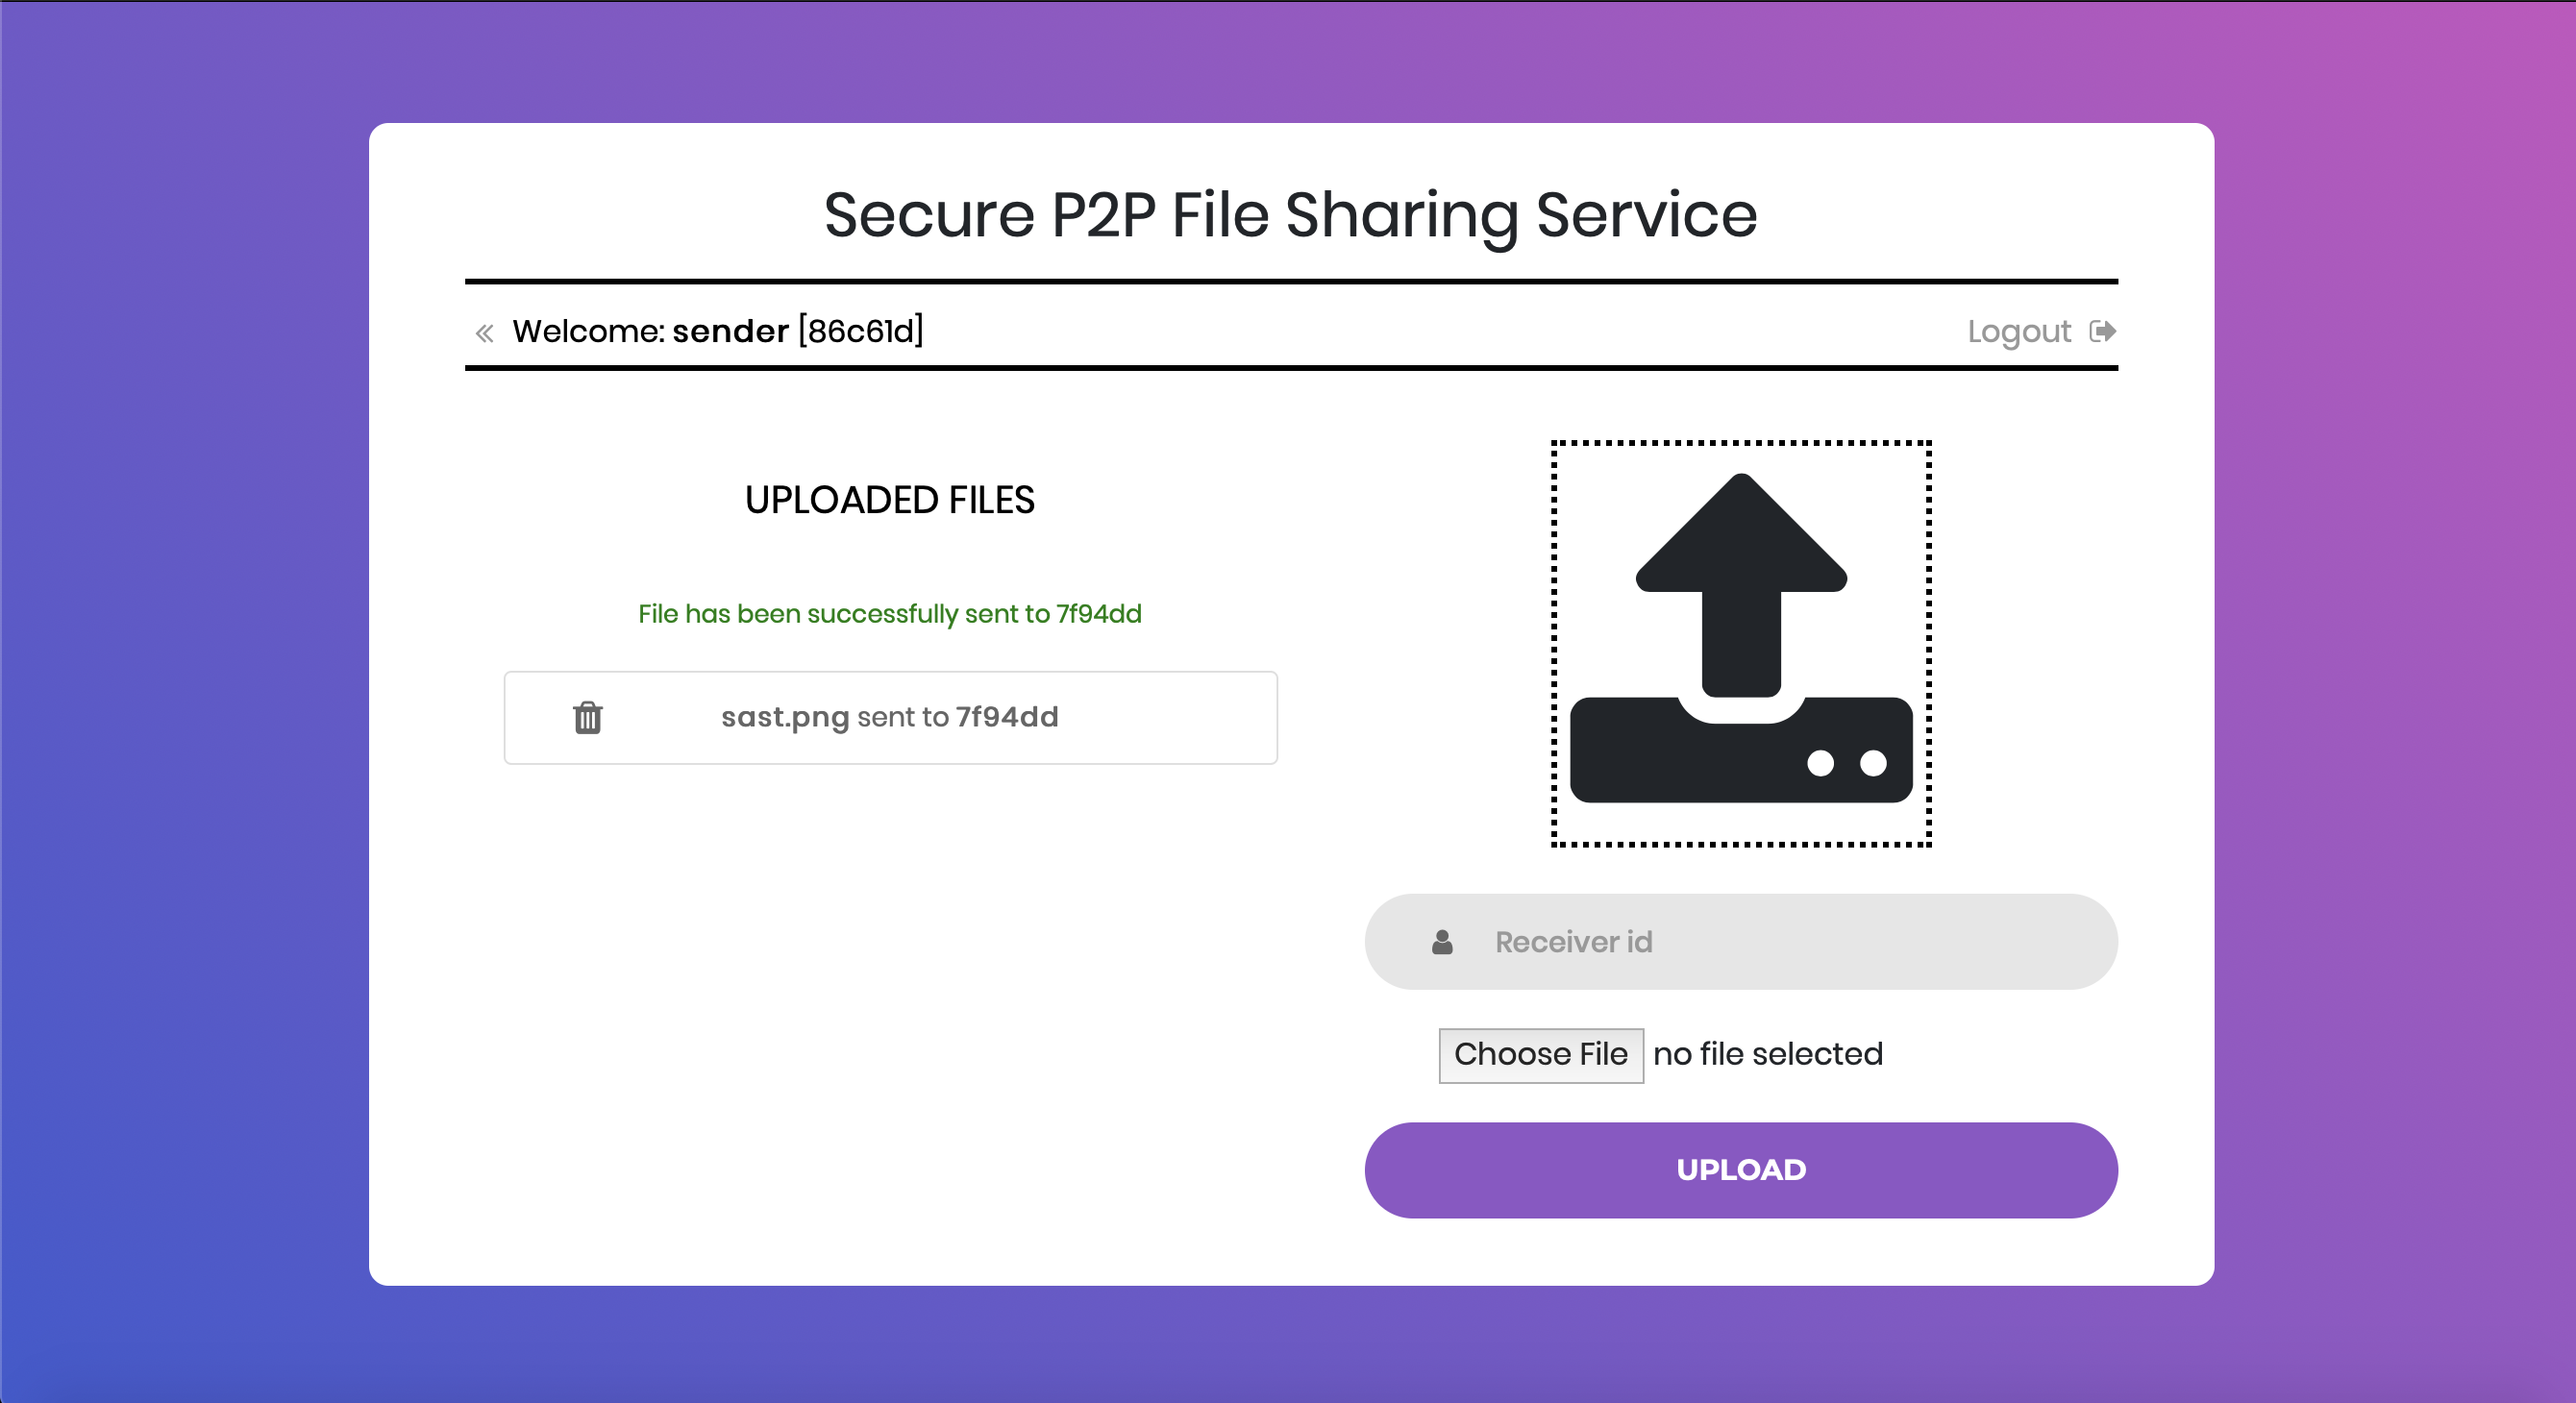 Secure P2P File Sharing Service
« Welcome: sender [86c61d]
Logout
UPLOADED FILES
File has been successfully sent to 7f94dd
sast.png sent to 7f94dd
Receiver id
Choose File no file selected
UPLOAD